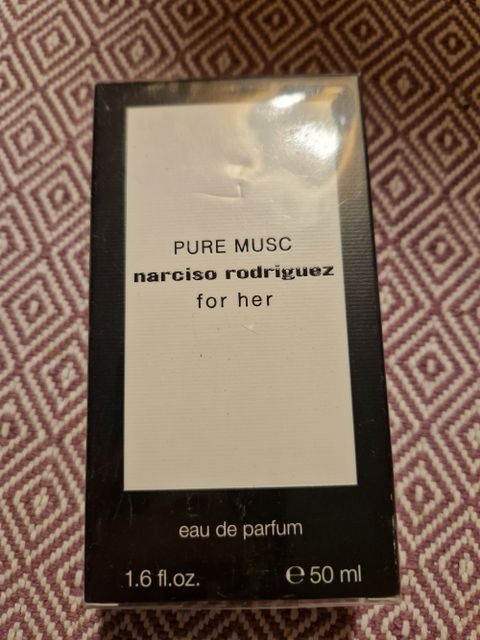 PURE MUSC
narciso rodriguez
for her
eau de parfum
1.6 fl.oz. ℮ 50 ml